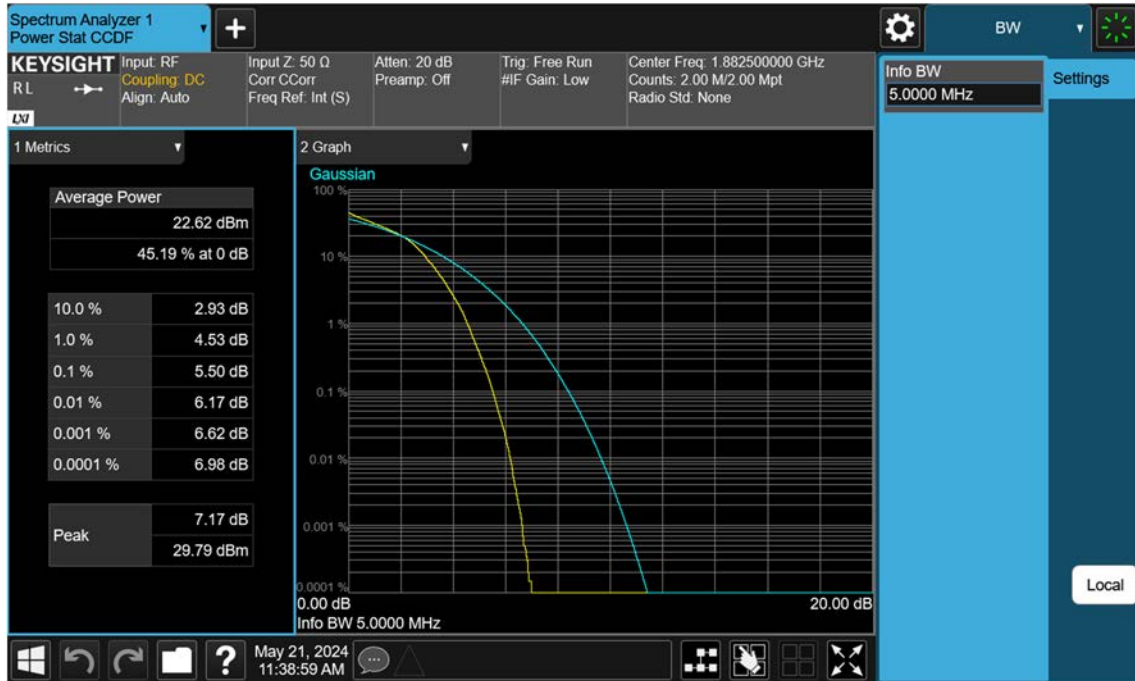 Spectrum Analyzer 1
Power Stat CCDF
+
BW
KEYSIGHT
RL
LXI
Input: RF
Coupling: DC
Align: Auto
Input Z: 50 Ω
Corr CCorr
Freq Ref: Int (S)
Atten: 20 dB
Preamp: Off
Trig: Free Run
#IF Gain: Low
Center Freq: 1.882500000 GHz
Counts: 2.00 M/2.00 Mpt
Radio Std: None
Info BW
5.0000 MHz
Settings
1 Metrics
Average Power
22.62 dBm
45.19 % at 0 dB
10.0 % 2.93 dB
1.0 % 4.53 dB
0.1 % 5.50 dB
0.01 % 6.17 dB
0.001 % 6.62 dB
0.0001 % 6.98 dB
Peak
7.17 dB
29.79 dBm
2 Graph
Gaussian
100 %
10 %
1 %
0.1 %
0.01 %
0.001 %
0.0001 %
0.00 dB 20.00 dB
Info BW 5.0000 MHz
Local
?
May 21, 2024
11:38:59 AM